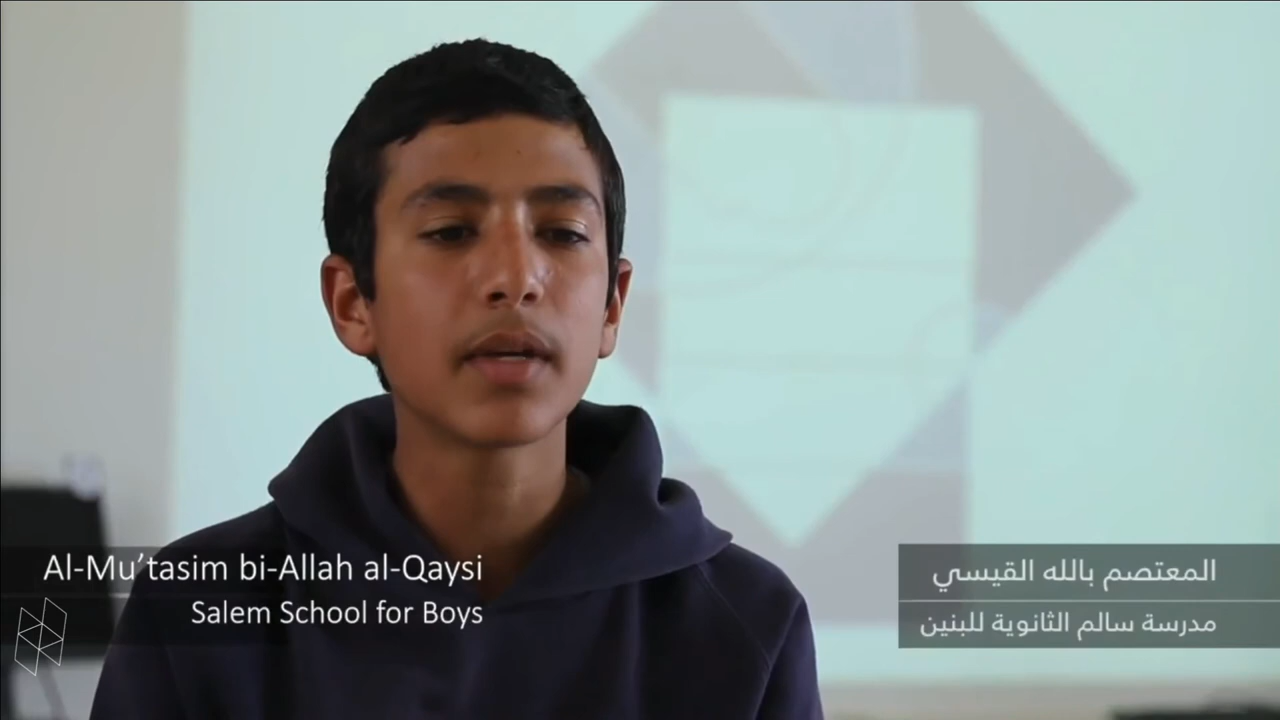 Al-Mu’tasim bi-Allah al-Qaysi
Salem School for Boys
المعتصم بالله القيسي
مدرسة سالم الثانوية للبنين